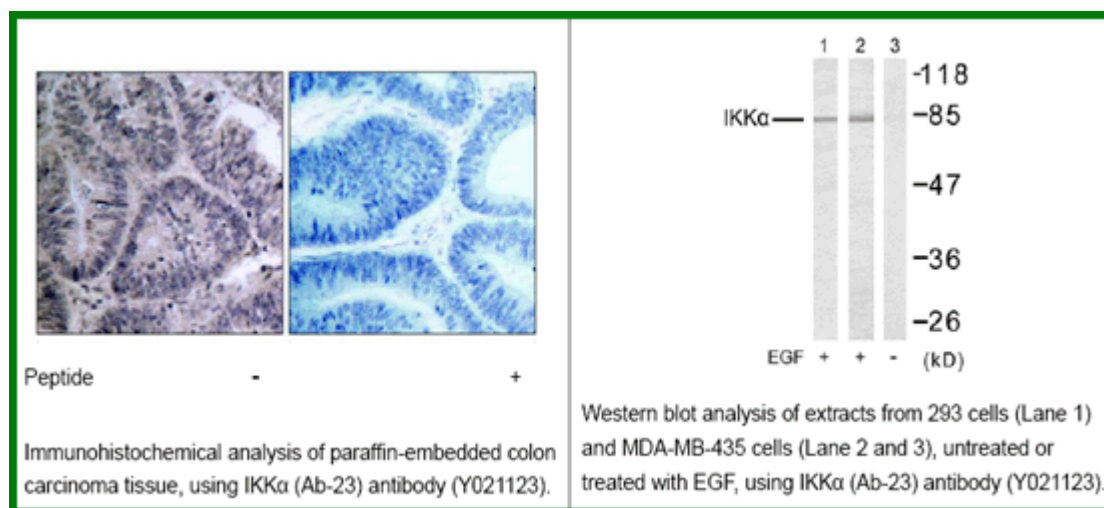 Peptide - +
Immunohistochemical analysis of paraffin-embedded colon
carcinoma tissue, using IKKα (Ab-23) antibody (Y021123).
1 2 3
-118
IKKα -85
-47
-36
-26
EGF + + - (kD)
Western blot analysis of extracts from 293 cells (Lane 1)
and MDA-MB-435 cells (Lane 2 and 3), untreated or
treated with EGF, using IKKα (Ab-23) antibody (Y021123).